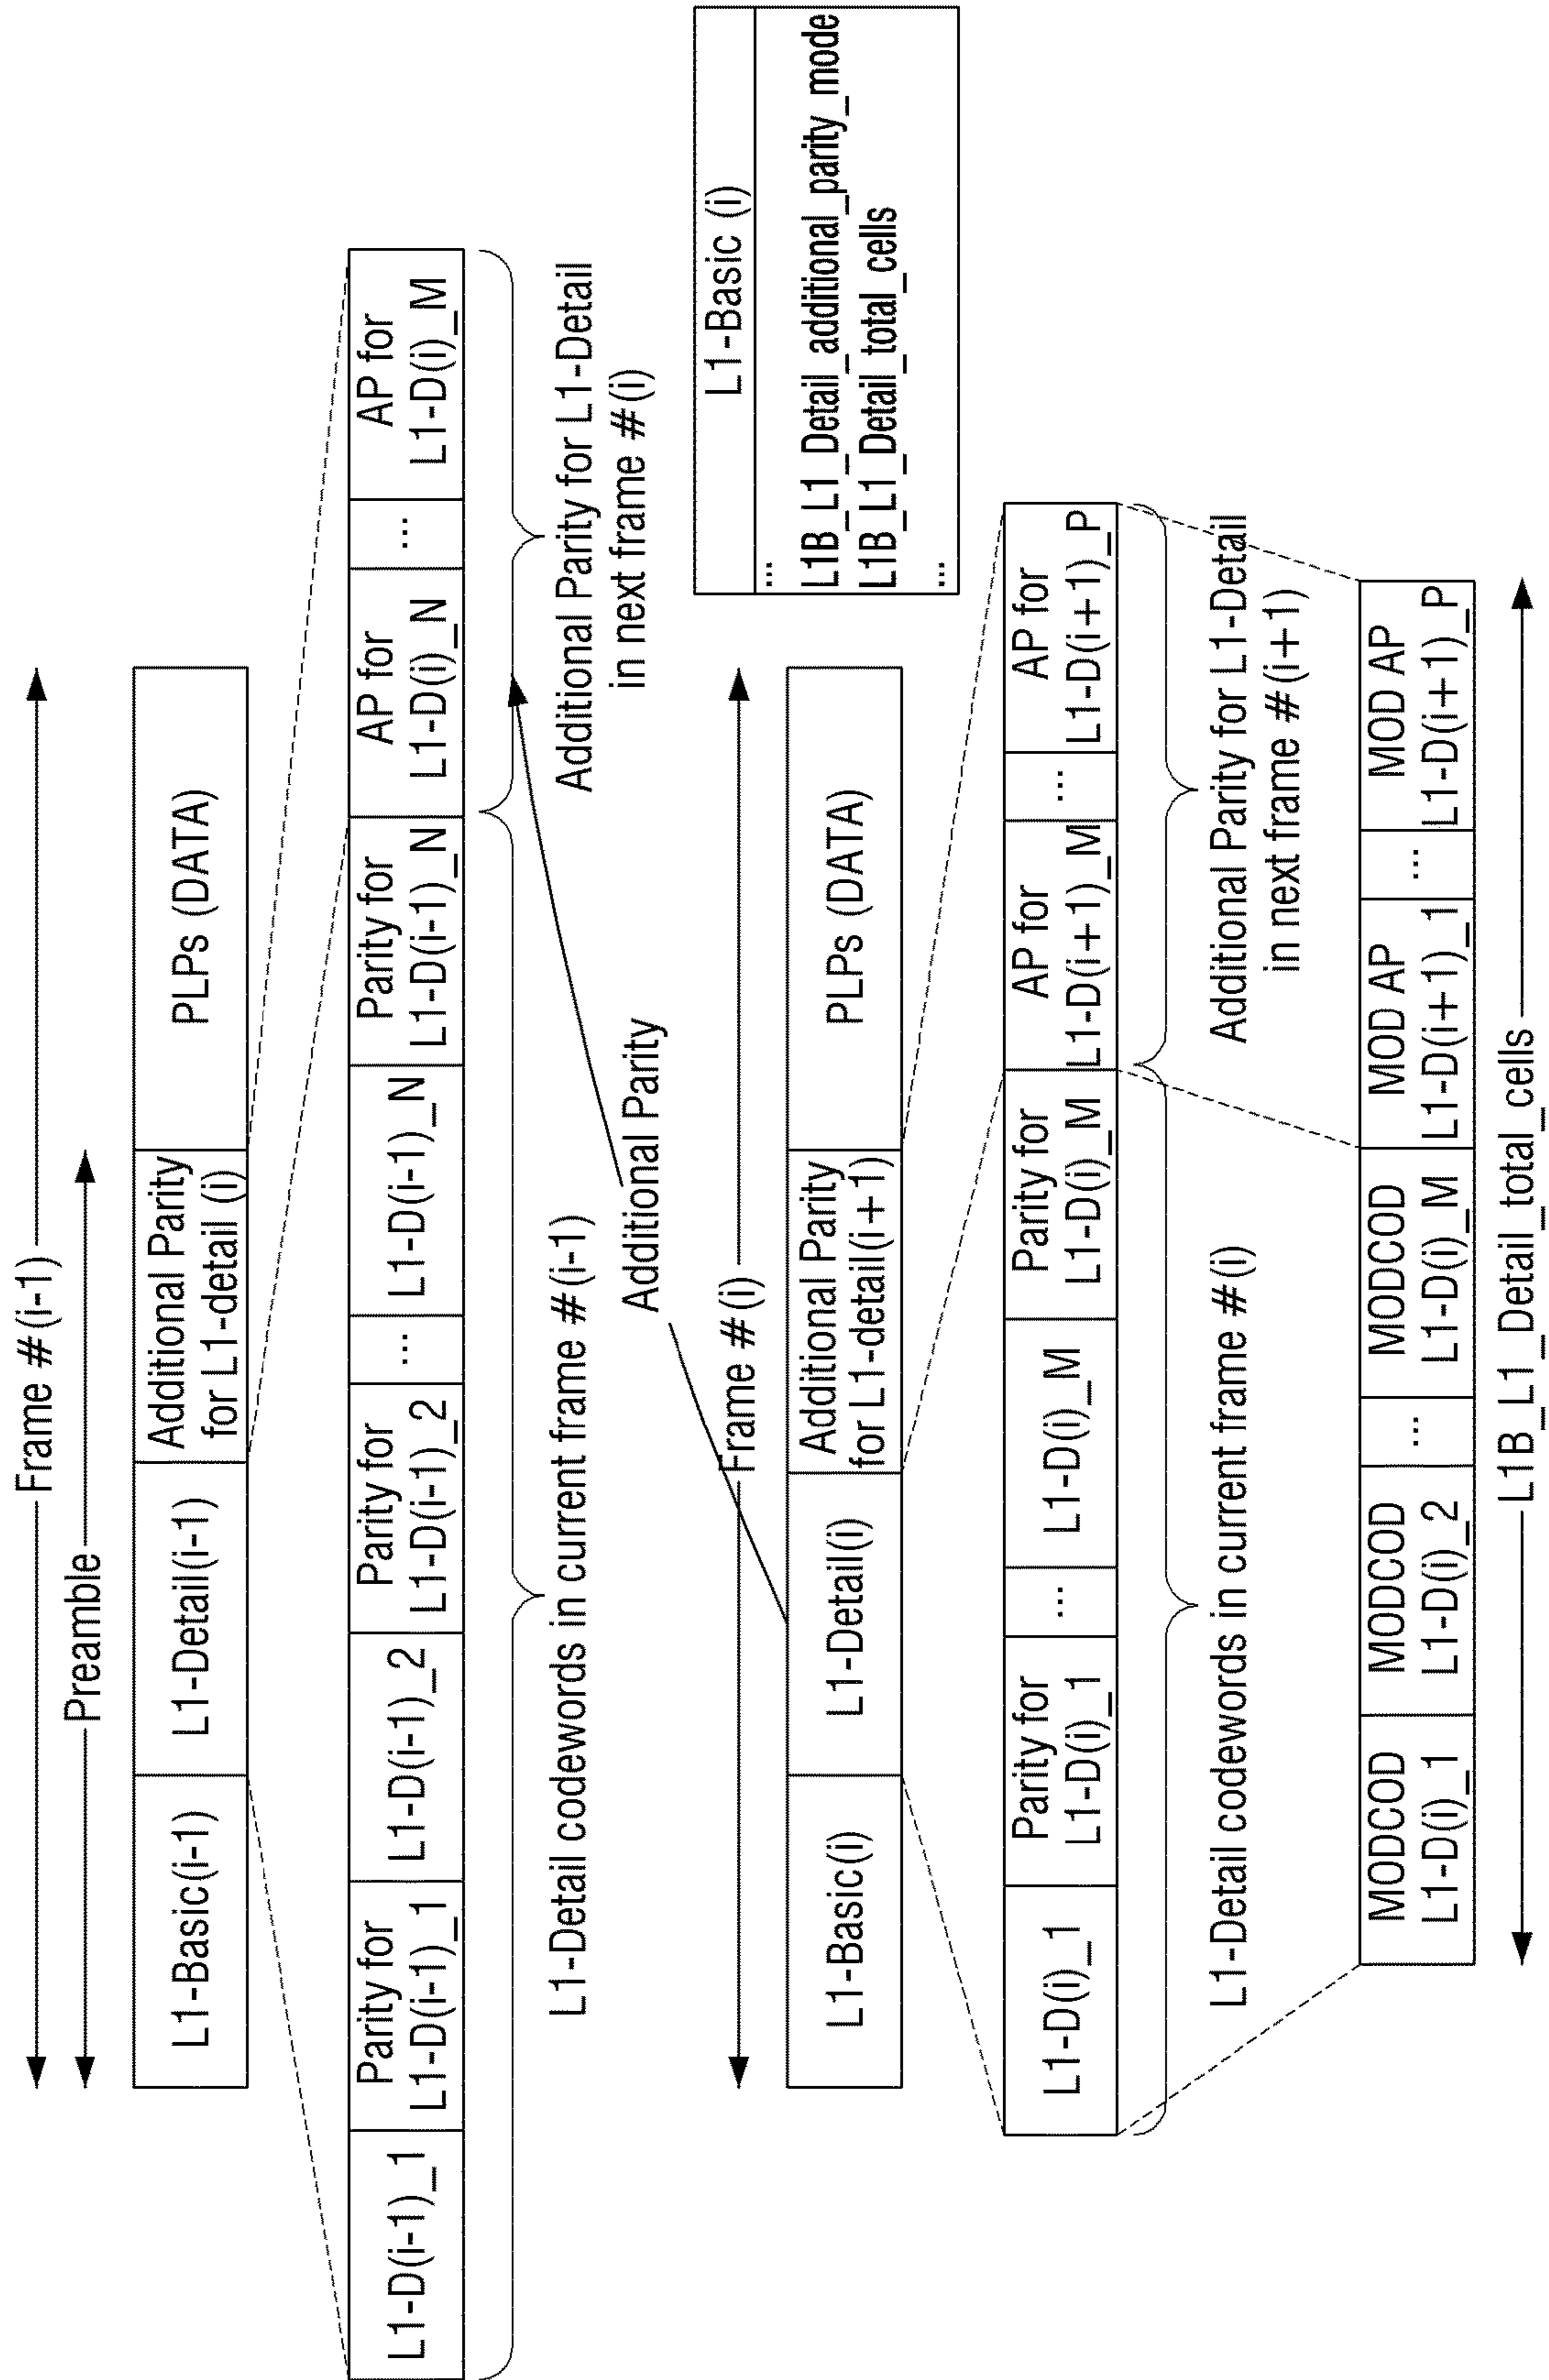 Frame #(i-1)
Preamble
L1-Basic(i-1)
L1-Detail(i-1)
Additional Parity
for L1-detail (i)
PLPs (DATA)
L1-D(i-1)_1
Parity for
L1-D(i-1)_1
L1-D(i-1)_2
Parity for
L1-D(i-1)_2
...
L1-D(i-1)_N
Parity for
L1-D(i-1)_N
AP for
L1-D(i)_N
...
AP for
L1-D(i)_M
L1-Detail codewords in current frame #(i-1)
Additional Parity for L1-Detail
in next frame #(i)
Additional Parity
L1-Basic (i)
...
L1B_L1_Detail_additional_parity_mode
L1B_L1_Detail_total_cells
...
Frame #(i)
L1-Basic(i)
L1-Detail(i)
Additional Parity
for L1-detail(i+1)
PLPs (DATA)
L1-D(i)_1
Parity for
L1-D(i)_1
...
L1-D(i)_M
Parity for
L1-D(i)_M
AP for
L1-D(i+1)_M
...
AP for
L1-D(i+1)_P
L1-Detail codewords in current frame #(i)
Additional Parity for L1-Detail
in next frame #(i+1)
MODCOD
L1-D(i)_1
MODCOD
L1-D(i)_2
...
MODCOD
L1-D(i)_M
MOD AP
L1-D(i+1)_1
...
MOD AP
L1-D(i+1)_P
L1B_L1_Detail_total_cells